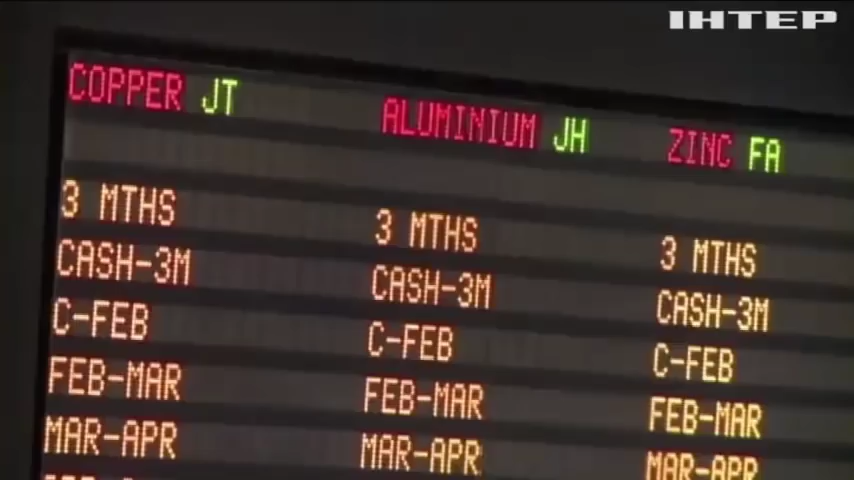 ІНТЕР
COPPER JT
ALUMINIUM JH
ZINC FA
3 MTHS
3 MTHS
3 MTHS
CASH-3M
CASH-3M
CASH-3M
C-FEB
C-FEB
C-FEB
FEB-MAR
FEB-MAR
FEB-MAR
MAR-APR
MAR-APR
MAR-APR